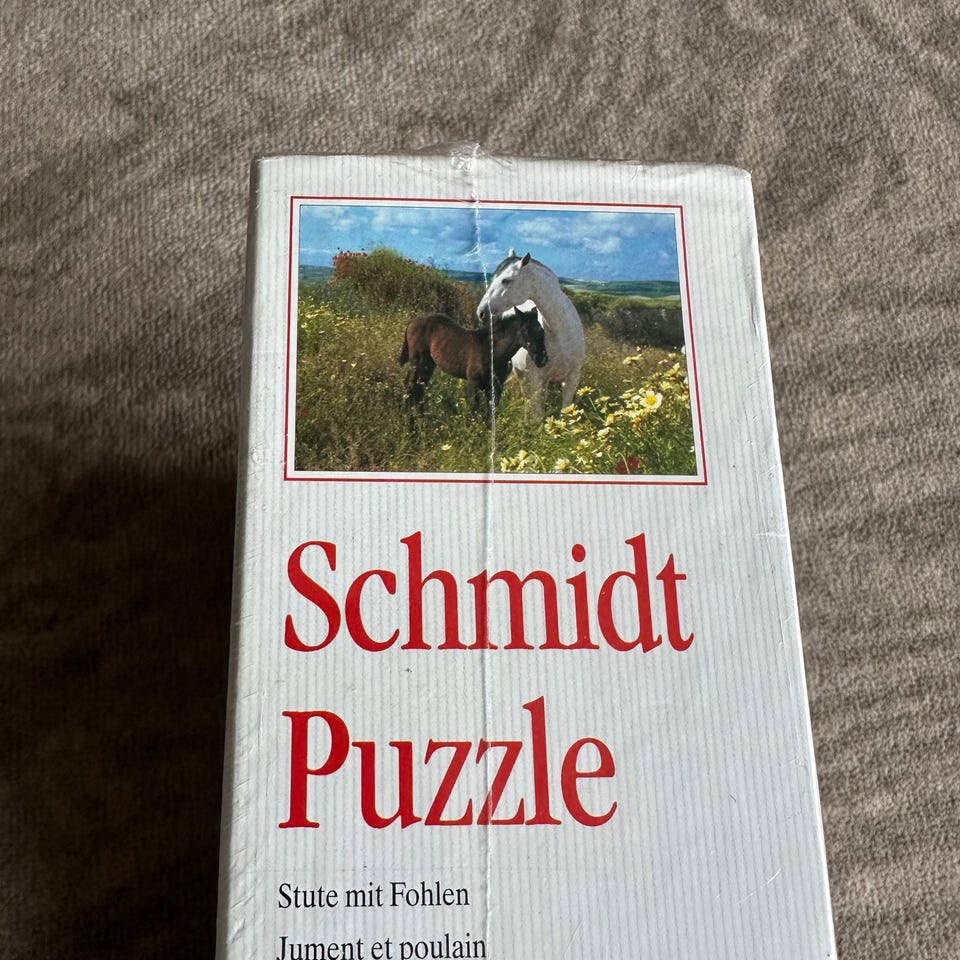 Schmidt
Puzzle
Stute mit Fohlen
Jument et poulain